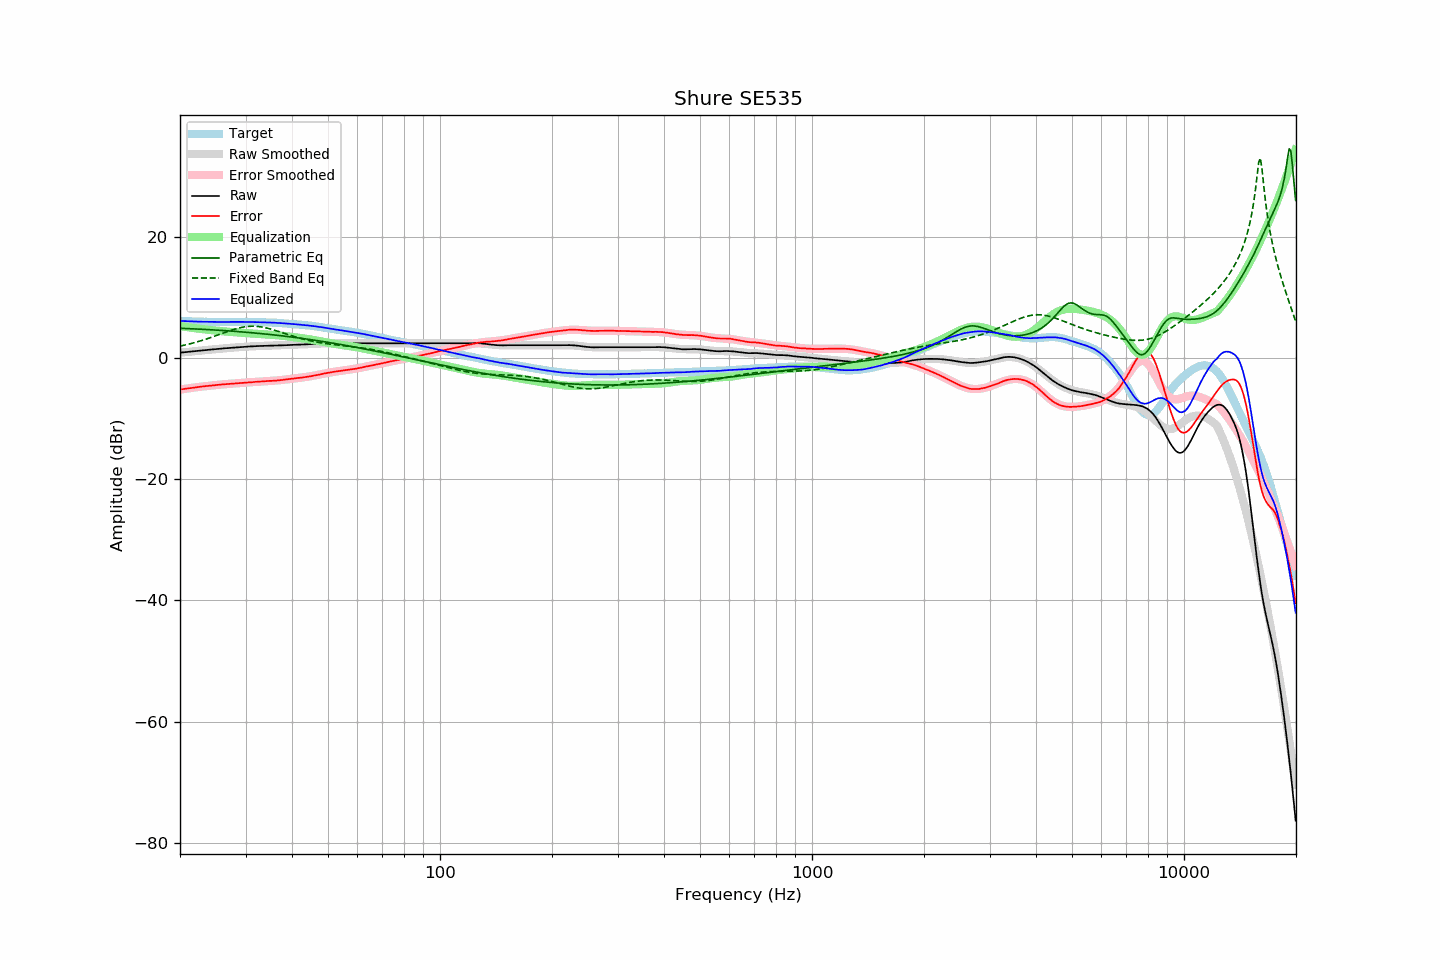 Shure SE535
Target
Raw Smoothed
Error Smoothed
Raw
Error
Equalization
Parametric Eq
Fixed Band Eq
Equalized
20
0
−20
−40
−60
−80
Amplitude (dBr)
100 1000 10000
Frequency (Hz)